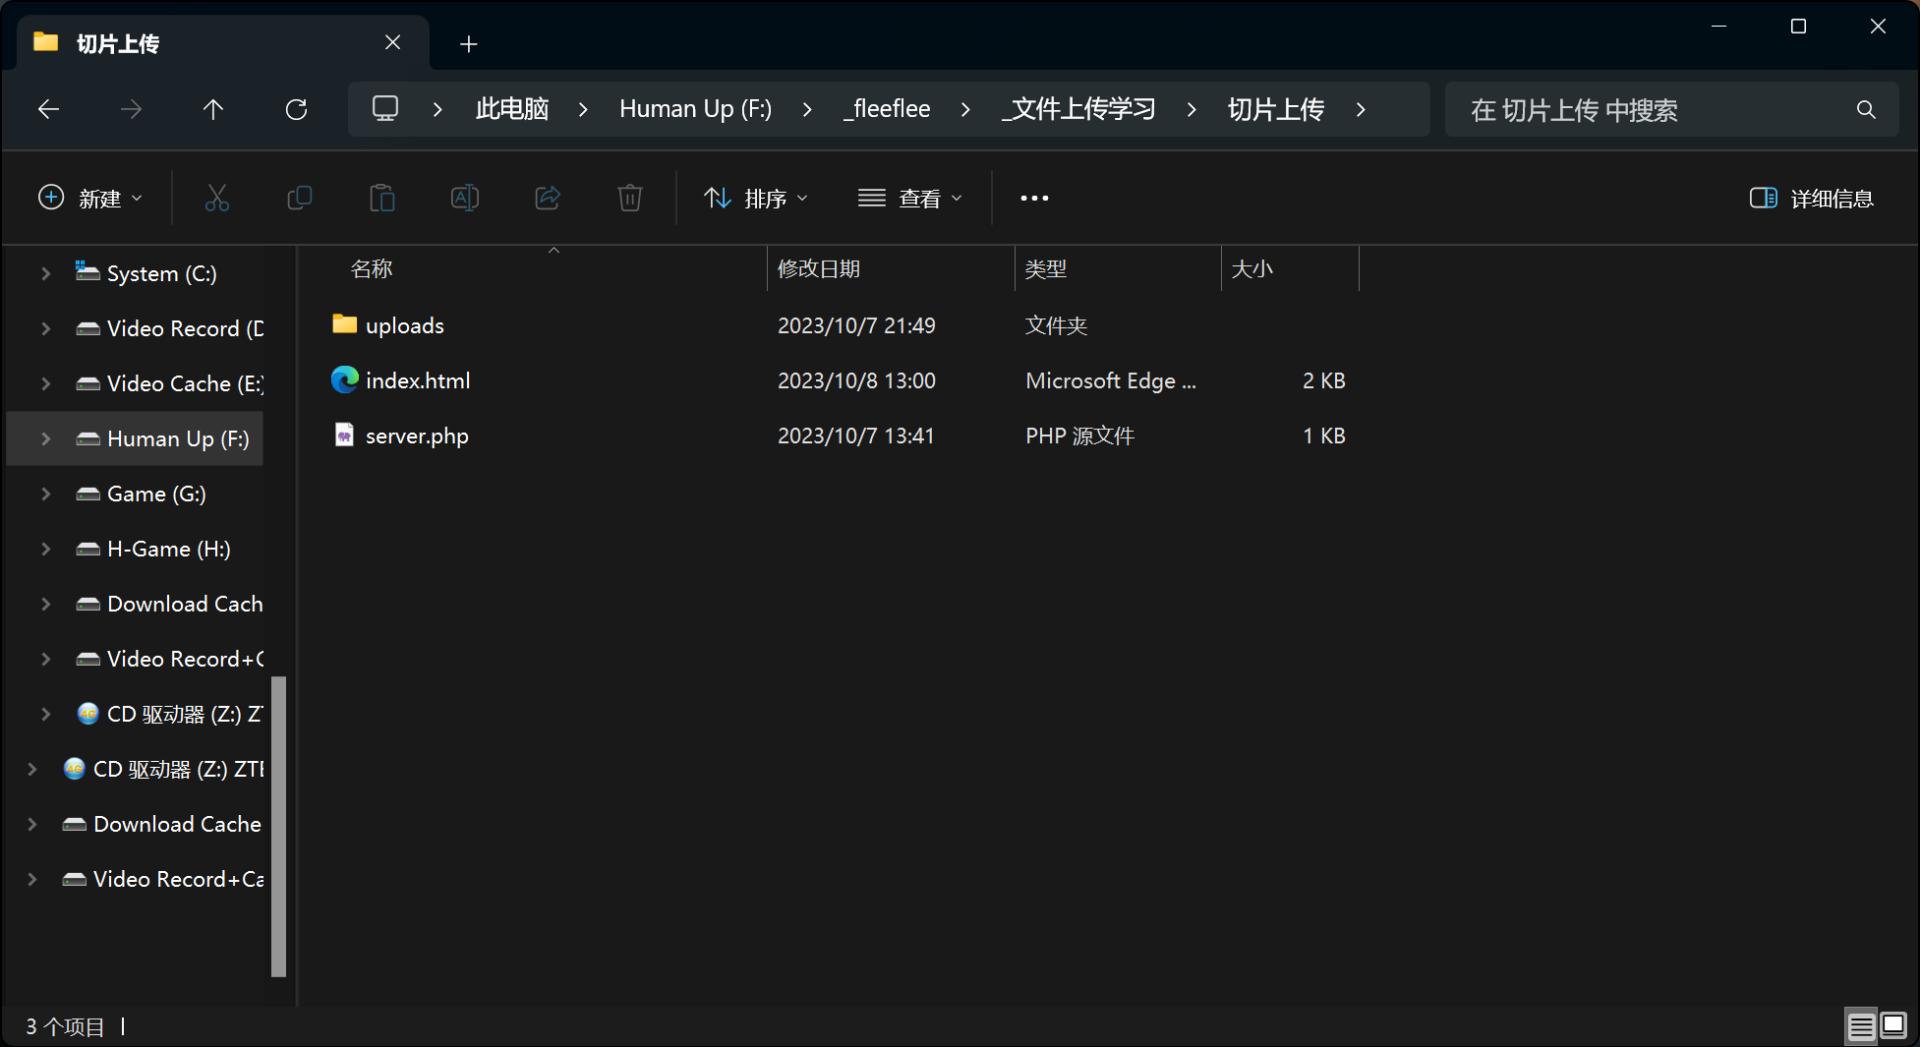 切片上传
此电脑 Human Up (F:) _fleeflee _文件上传学习 切片上传
在 切片上传 中搜索
新建 排序 查看 详细信息
名称 修改日期 类型 大小
uploads 2023/10/7 21:49 文件夹
index.html 2023/10/8 13:00 Microsoft Edge ... 2 KB
server.php 2023/10/7 13:41 PHP 源文件 1 KB
System (C:)
Video Record (D
Video Cache (E:)
Human Up (F:)
Game (G:)
H-Game (H:)
Download Cach
Video Record+C
CD 驱动器 (Z:) ZT
CD 驱动器 (Z:) ZTE
Download Cache
Video Record+Ca
3 个项目